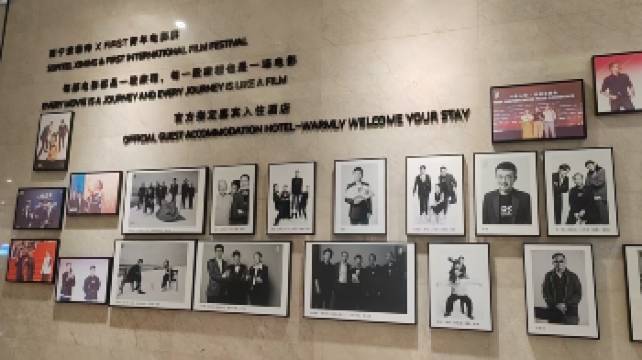 西宁索菲特 X FIRST青年电影展
SOFITEL XINING & FIRST INTERNATIONAL FILM FESTIVAL
每部电影都是一段旅程，每一段旅程也是一场电影
EVERY MOVIE IS A JOURNEY AND EVERY JOURNEY IS LIKE A FILM
官方指定嘉宾入住酒店
OFFICIAL GUEST ACCOMMODATION HOTEL-WARMLY WELCOME YOUR STAY